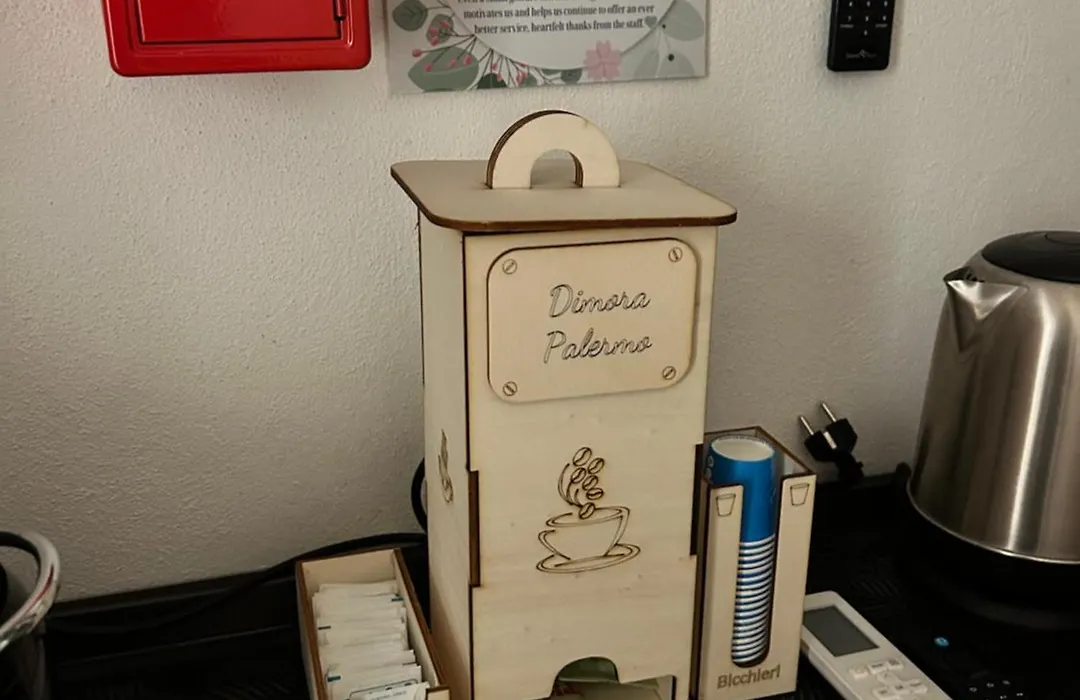 motivates us and helps us continue to offer an ever
better service, heartfelt thanks from the staff
Dimora
Palermo
Bicchieri